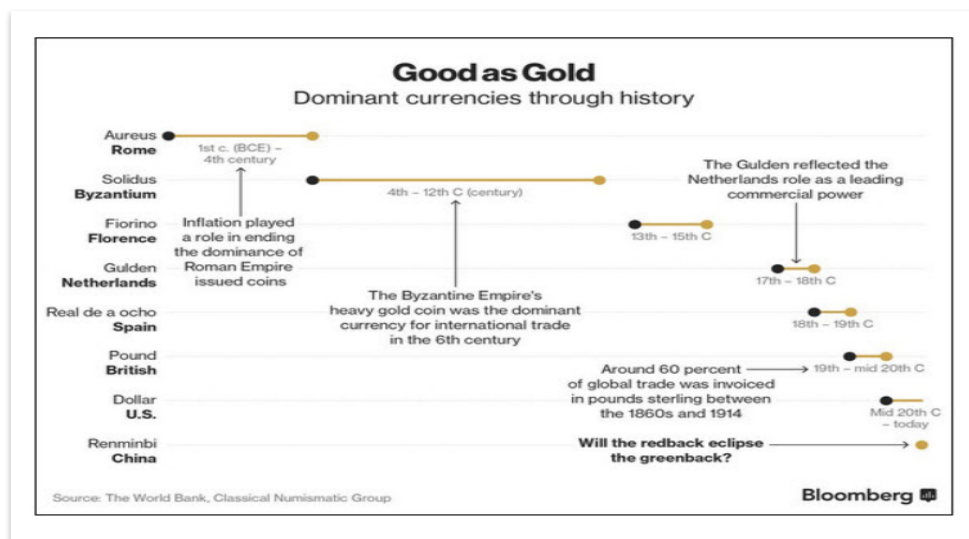 Good as Gold
Dominant currencies through history
Aureus
Rome
1st c. (BCE) –
4th century
Solidus
Byzantium
4th – 12th C (century)
The Gulden reflected the
Netherlands role as a leading
commercial power
Inflation played
a role in ending
the dominance of
Roman Empire
issued coins
Fiorino
Florence
13th – 15th C
Gulden
Netherlands
17th – 18th C
The Byzantine Empire's
heavy gold coin was the dominant
currency for international trade
in the 6th century
Real de a ocho
Spain
18th – 19th C
Pound
British
19th – mid 20th C
Around 60 percent
of global trade was invoiced
in pounds sterling between
the 1860s and 1914
Dollar
U.S.
Mid 20th C
– today
Renminbi
China
Will the redback eclipse
the greenback?
Source: The World Bank, Classical Numismatic Group
Bloomberg